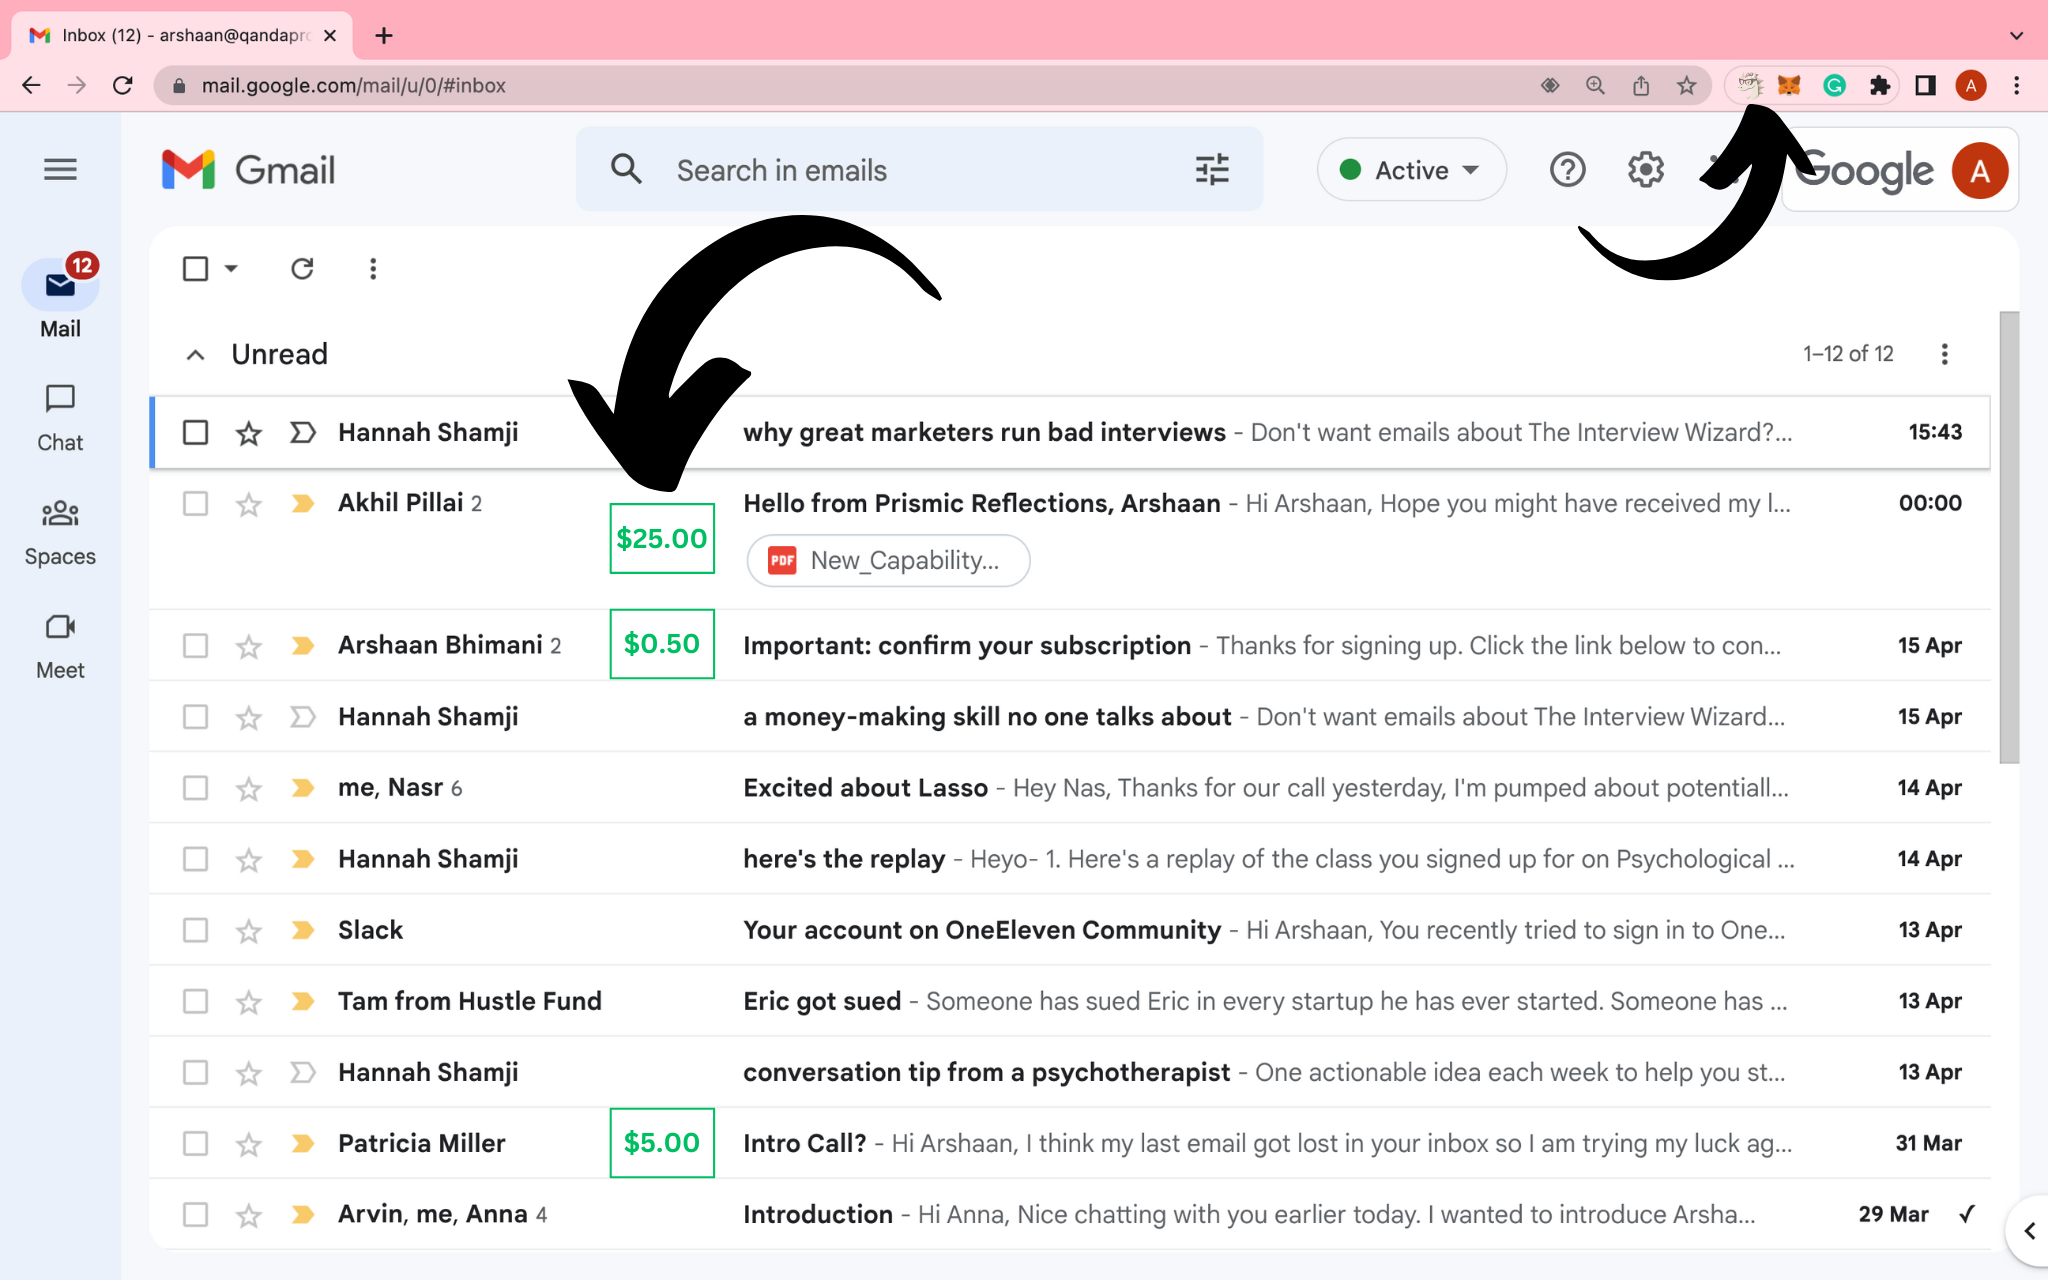 Inbox (12) - arshaan@qandapro
mail.google.com/mail/u/0/#inbox
A
Gmail
Search in emails
Active
Google
A
12
Mail
Chat
Spaces
Meet
Unread
1–12 of 12
Hannah Shamji why great marketers run bad interviews - Don't want emails about The Interview Wizard?... 15:43
Akhil Pillai 2 $25.00 Hello from Prismic Reflections, Arshaan - Hi Arshaan, Hope you might have received my l... 00:00
PDF New_Capability...
Arshaan Bhimani 2 $0.50 Important: confirm your subscription - Thanks for signing up. Click the link below to con... 15 Apr
Hannah Shamji a money-making skill no one talks about - Don't want emails about The Interview Wizard... 15 Apr
me, Nasr 6 Excited about Lasso - Hey Nas, Thanks for our call yesterday, I'm pumped about potentiall... 14 Apr
Hannah Shamji here's the replay - Heyo- 1. Here's a replay of the class you signed up for on Psychological ... 14 Apr
Slack Your account on OneEleven Community - Hi Arshaan, You recently tried to sign in to One... 13 Apr
Tam from Hustle Fund Eric got sued - Someone has sued Eric in every startup he has ever started. Someone has ... 13 Apr
Hannah Shamji conversation tip from a psychotherapist - One actionable idea each week to help you st... 13 Apr
Patricia Miller $5.00 Intro Call? - Hi Arshaan, I think my last email got lost in your inbox so I am trying my luck ag... 31 Mar
Arvin, me, Anna 4 Introduction - Hi Anna, Nice chatting with you earlier today. I wanted to introduce Arsha... 29 Mar